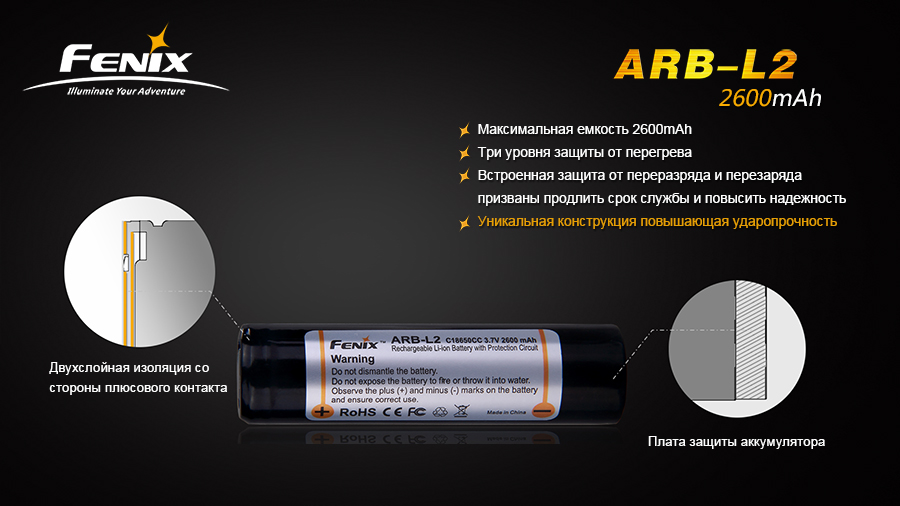 FENIX
Illuminate Your Adventure
ARB-L2
2600mAh
Максимальная емкость 2600mAh
Три уровня защиты от перегрева
Встроенная защита от переразряда и перезаряда
призваны продлить срок службы и повысить надежность
Уникальная конструкция повышающая ударопрочность
Двухслойная изоляция со
стороны плюсового контакта
FENIX™ ARB-L2 C18650CC 3.7V 2600 mAh
Rechargeable Li-ion Battery with Protection Circuit
Warning
Do not dismantle the battery.
Do not expose the battery to fire or throw it into water.
Observe the plus (+) and minus (-) marks on the battery
and ensure correct use.
+ RoHS CE FC Made in China −
Плата защиты аккумулятора